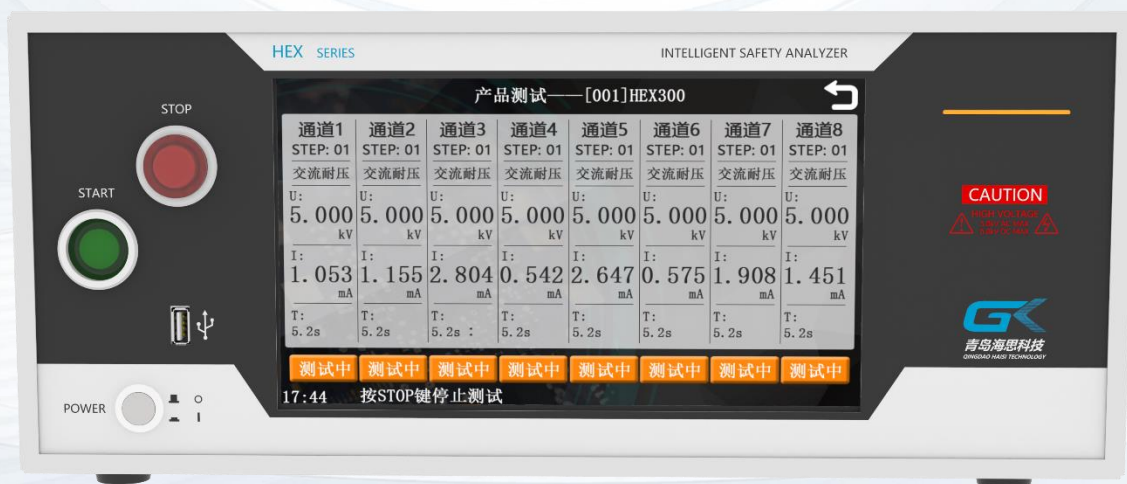 HEX SERIES
INTELLIGENT SAFETY ANALYZER
STOP
START
POWER
产品测试——[001]HEX300
通道1 通道2 通道3 通道4 通道5 通道6 通道7 通道8
STEP: 01 STEP: 01 STEP: 01 STEP: 01 STEP: 01 STEP: 01 STEP: 01 STEP: 01
交流耐压 交流耐压 交流耐压 交流耐压 交流耐压 交流耐压 交流耐压 交流耐压
U: U: U: U: U: U: U: U:
5.000 5.000 5.000 5.000 5.000 5.000 5.000 5.000
kV kV kV kV kV kV kV kV
I: I: I: I: I: I: I: I:
1.053 1.155 2.804 0.542 2.647 0.575 1.908 1.451
mA mA mA mA mA mA mA mA
T: T: T: T: T: T: T: T:
5.2s 5.2s 5.2s : 5.2s 5.2s 5.2s 5.2s 5.2s
测试中 测试中 测试中 测试中 测试中 测试中 测试中 测试中
17:44 按STOP键停止测试
CAUTION
HIGH VOLTAGE
青岛海思科技
QINGDAO HAISI TECHNOLOGY